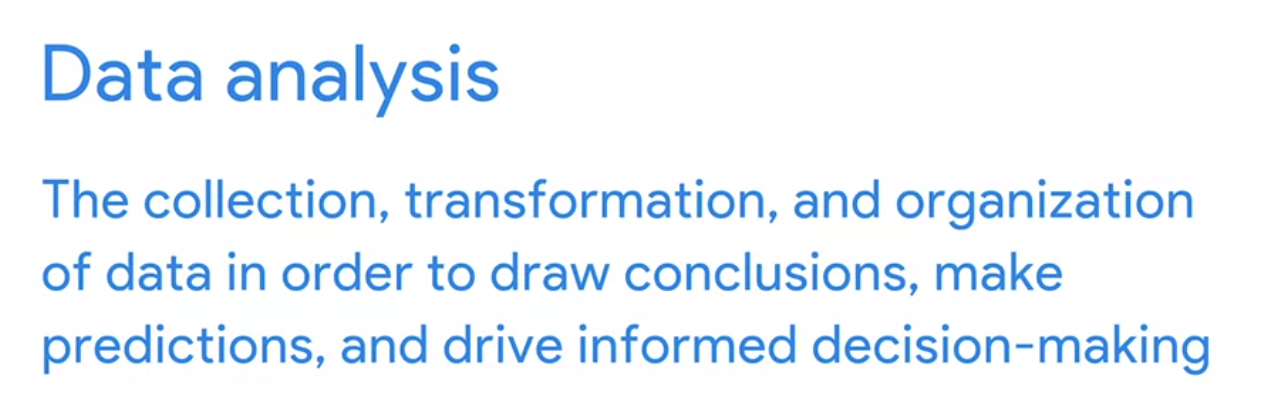 Data analysis
The collection, transformation, and organization
of data in order to draw conclusions, make
predictions, and drive informed decision-making